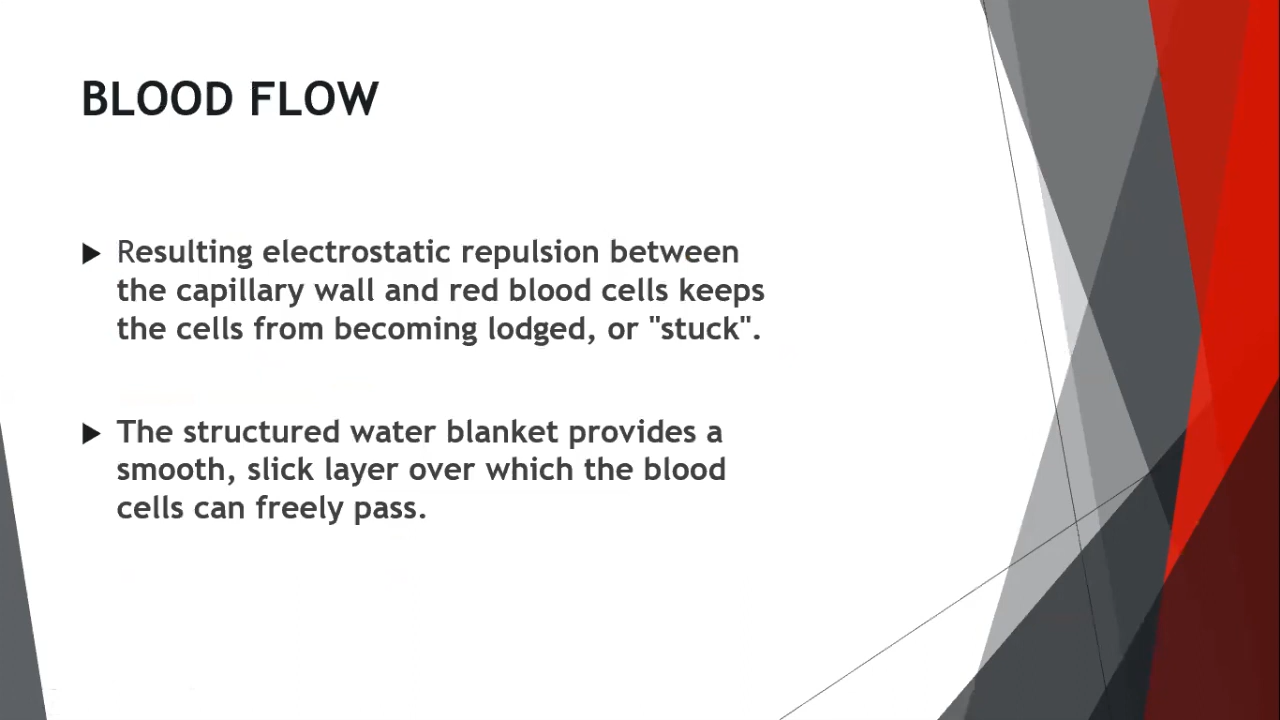 BLOOD FLOW
Resulting electrostatic repulsion between
the capillary wall and red blood cells keeps
the cells from becoming lodged, or "stuck".
The structured water blanket provides a
smooth, slick layer over which the blood
cells can freely pass.